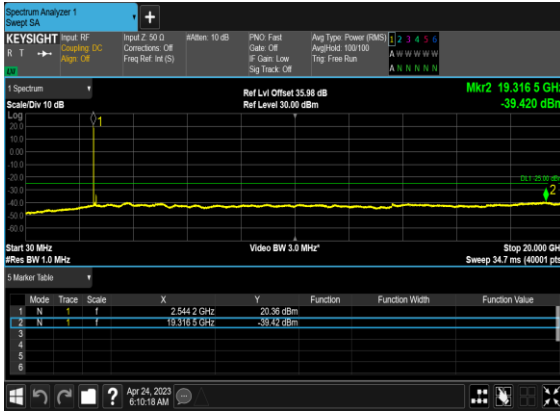 Spectrum Analyzer 1
Swept SA
+
KEYSIGHT Input: RF Input Z: 50 Ω #Atten: 10 dB PNO: Fast Avg Type: Power (RMS) 1 2 3 4 5 6
R T Coupling: DC Corrections: Off Gate: Off Avg|Hold: 100/100 A W W W W W
Align: Off Freq Ref: Int (S) IF Gain: Low Trig: Free Run
Sig Track: Off A N N N N N
1 Spectrum
Ref Lvl Offset 35.98 dB Mkr2 19.316 5 GHz
Scale/Div 10 dB Ref Level 30.00 dBm -39.420 dBm
Log
1
20.0
10.0
0.00
-10.0
-20.0
DL1 -25.00 dBm
-30.0
2
-40.0
-50.0
-60.0
Start 30 MHz Video BW 3.0 MHz* Stop 20.000 GH
#Res BW 1.0 MHz Sweep 34.7 ms (40001 pts
5 Marker Table
Mode Trace Scale X Y Function Function Width Function Value
1 N 1 f 2.544 2 GHz 20.36 dBm
2 N 1 f 19.316 5 GHz -39.42 dBm
3
4
5
6
? Apr 24, 2023
6:10:18 AM